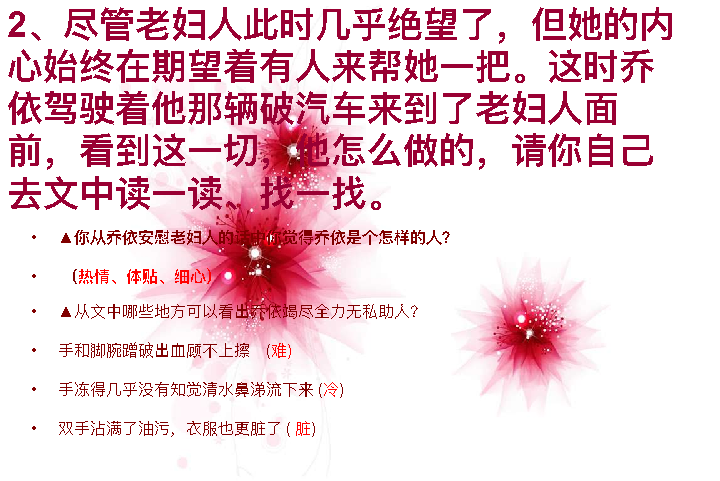 2、尽管老妇人此时几乎绝望了，但她的内
心始终在期望着有人来帮她一把。这时乔
依驾驶着他那辆破汽车来到了老妇人面
前，看到这一切，他怎么做的，请你自己
去文中读一读、找一找。
• ▲你从乔依安慰老妇人的话中你觉得乔依是个怎样的人？
• （热情、体贴、细心）
• ▲从文中哪些地方可以看出乔依竭尽全力无私助人？
• 手和脚腕蹭破出血顾不上擦 (难)
• 手冻得几乎没有知觉清水鼻涕流下来 (冷)
• 双手沾满了油污，衣服也更脏了 ( 脏)